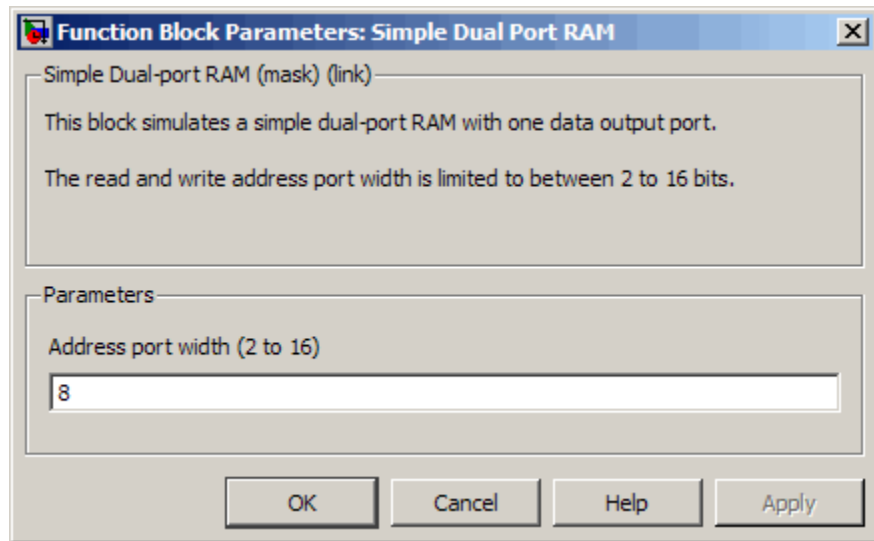 Function Block Parameters: Simple Dual Port RAM
Simple Dual-port RAM (mask) (link)
This block simulates a simple dual-port RAM with one data output port.
The read and write address port width is limited to between 2 to 16 bits.
Parameters
Address port width (2 to 16)
8
OK Cancel Help Apply